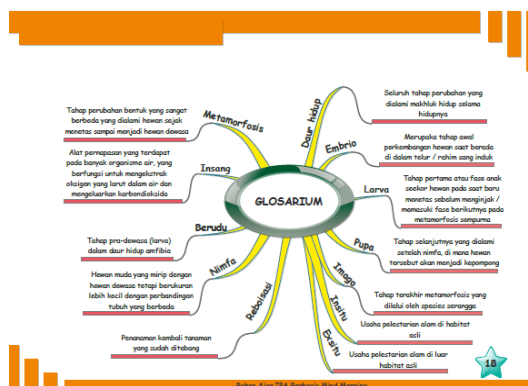 Metamorfosis
Tahap perubahan bentuk yang sangat
berbeda yang dialami hewan sejak
menetas sampai menjadi hewan dewasa
Insang
Alat pernapasan yang terdapat
pada banyak organisme air, yang
berfungsi untuk mengekstrak
oksigen yang larut dalam air dan
mengeluarkan karbondioksida
Berudu
Tahap pra-dewasa (larva)
dalam daur hidup amfibia
Nimfa
Hewan muda yang mirip dengan
hewan dewasa tetapi berukuran
lebih kecil dengan perbandingan
tubuh yang berbeda
Reboisasi
Penanaman kembali tanaman
yang sudah ditebang
GLOSARIUM
Daur hidup
Seluruh tahap perubahan yang
dialami makhluk hidup selama
hidupnya
Embrio
Merupaka tahap awal
perkembangan hewan saat berada
di dalam telur / rahim sang induk
Larva
Tahap pertama atau fase anak
seekor hewan pada saat baru
menetas sebelum menginjak /
memasuki fase berikutnya pada
metamorfosis sempurna
Pupa
Tahap selanjutnya yang dialami
setelah nimfa, di mana hewan
tersebut akan menjadi kepompong
Imago
Tahap terakhir metamorfosis yang
dilalui oleh spesies serangga
Insitu
Usaha pelestarian alam di habitat
asli
Exsitu
Usaha pelestarian alam di luar
habitat asli
18
Bahan Ajar IPA Berbasis Mind Mapping